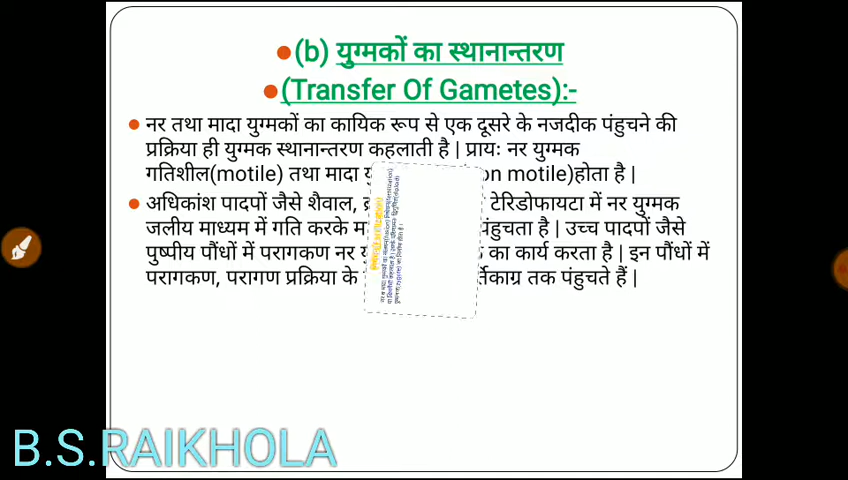 (b) युग्मकों का स्थानान्तरण
(Transfer Of Gametes):-
नर तथा मादा युग्मकों का कायिक रूप से एक दूसरे के नजदीक पंहुचने की
प्रक्रिया ही युग्मक स्थानान्तरण कहलाती है | प्रायः नर युग्मक
गतिशील(motile) तथा मादा motile)होता है |
अधिकांश पादपों जैसे शैवाल, टेरिडोफायटा में नर युग्मक
जलीय माध्यम में गति करके पंहुचता है | उच्च पादपों जैसे
पुष्पीय पौंधों में परागकण नर का कार्य करता है | इन पौंधों में
परागकण, परागण प्रक्रिया के तक पंहुचते हैं |
B.S.RAIKHOLA